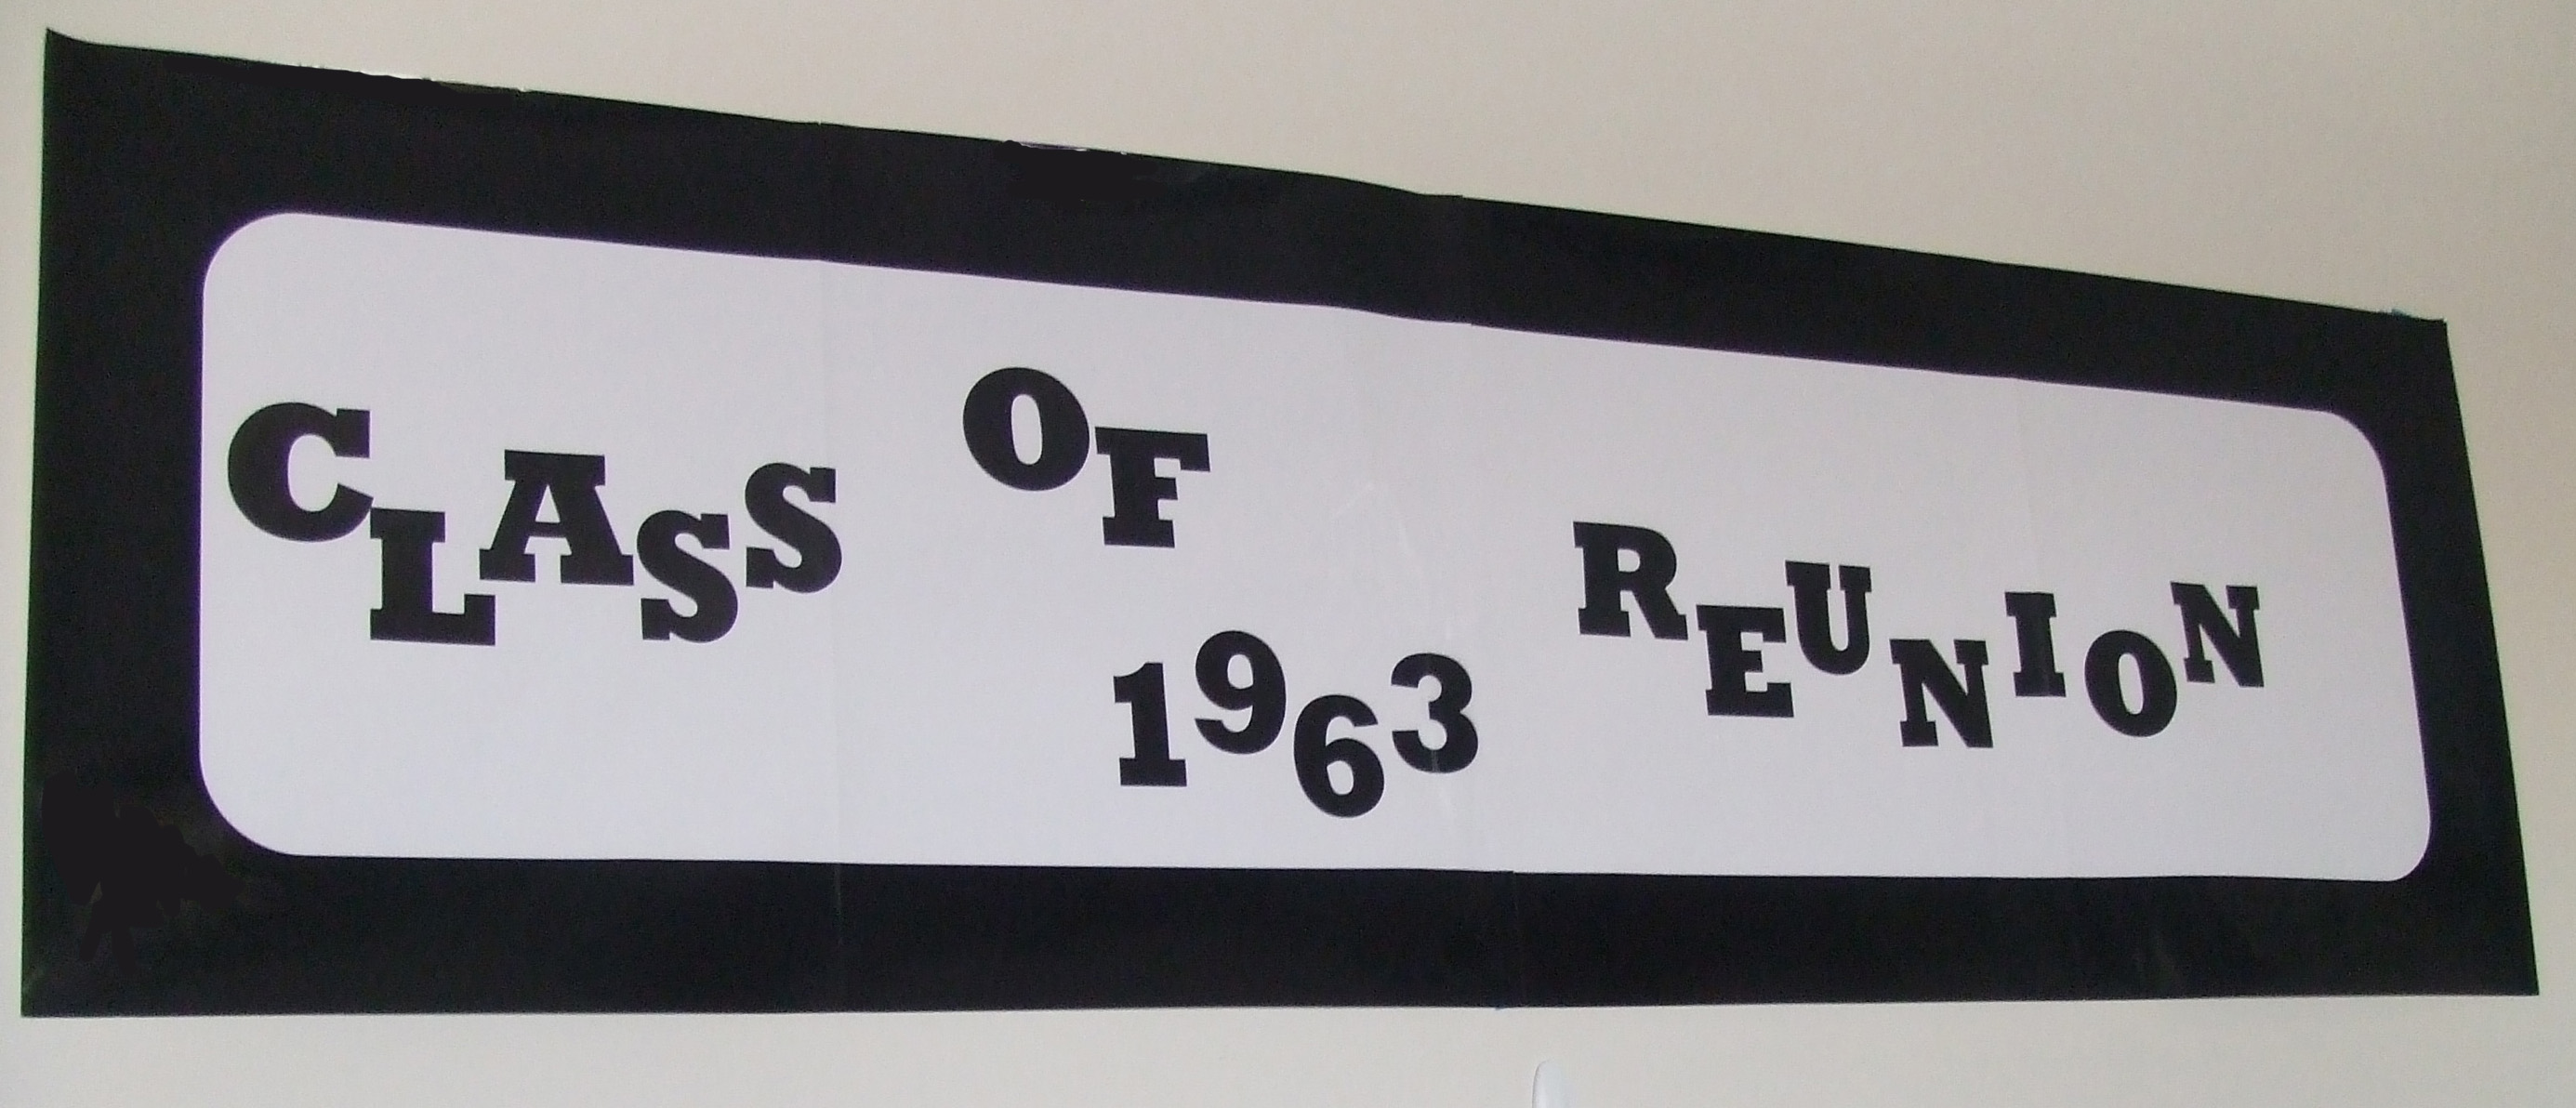 CLASS OF
1963 REUNION